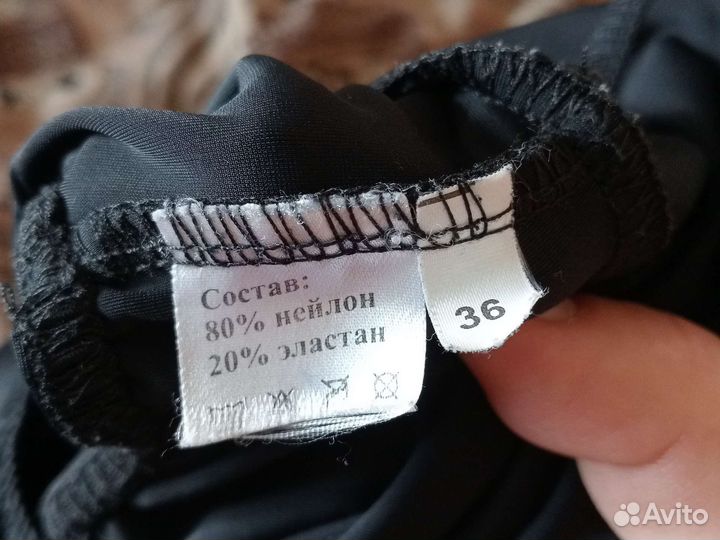 Состав:
80% нейлон
20% эластан
36
Avito